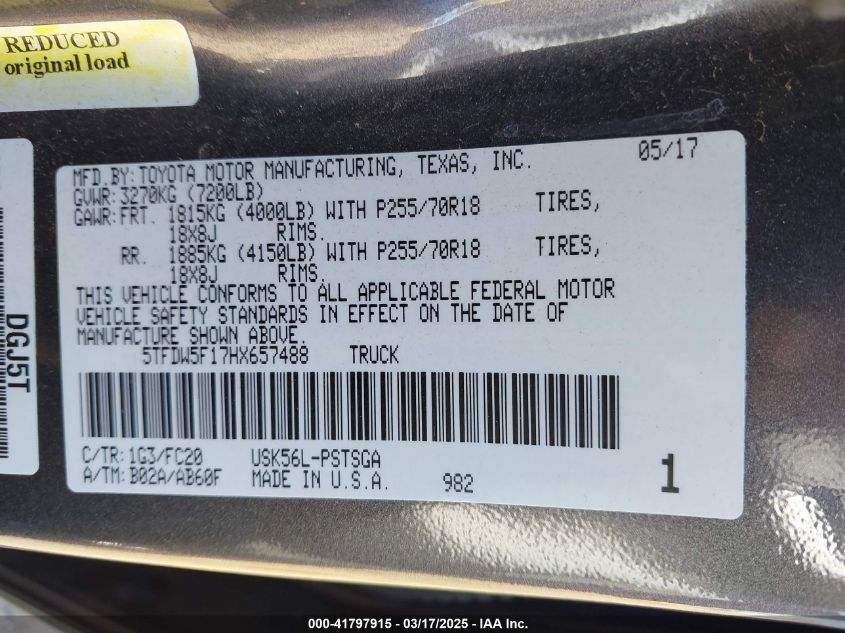 REDUCED
original load
DGJ5T
MFD.BY:TOYOTA MOTOR MANUFACTURING, TEXAS, INC. 05/17
GVWR:3270KG (7200LB)
GAWR:FRT. 1815KG (4000LB) WITH P255/70R18 TIRES,
18X8J RIMS.
RR. 1885KG (4150LB) WITH P255/70R18 TIRES,
18X8J RIMS.
THIS VEHICLE CONFORMS TO ALL APPLICABLE FEDERAL MOTOR
VEHICLE SAFETY STANDARDS IN EFFECT ON THE DATE OF
MANUFACTURE SHOWN ABOVE.
5TFDW5F17HX657488 TRUCK
C/TR: 1G3/FC20 USK56L-PSTSGA
A/TM: B02A/AB60F MADE IN U.S.A. 982 1
000-41797915 - 03/17/2025 - IAA Inc.